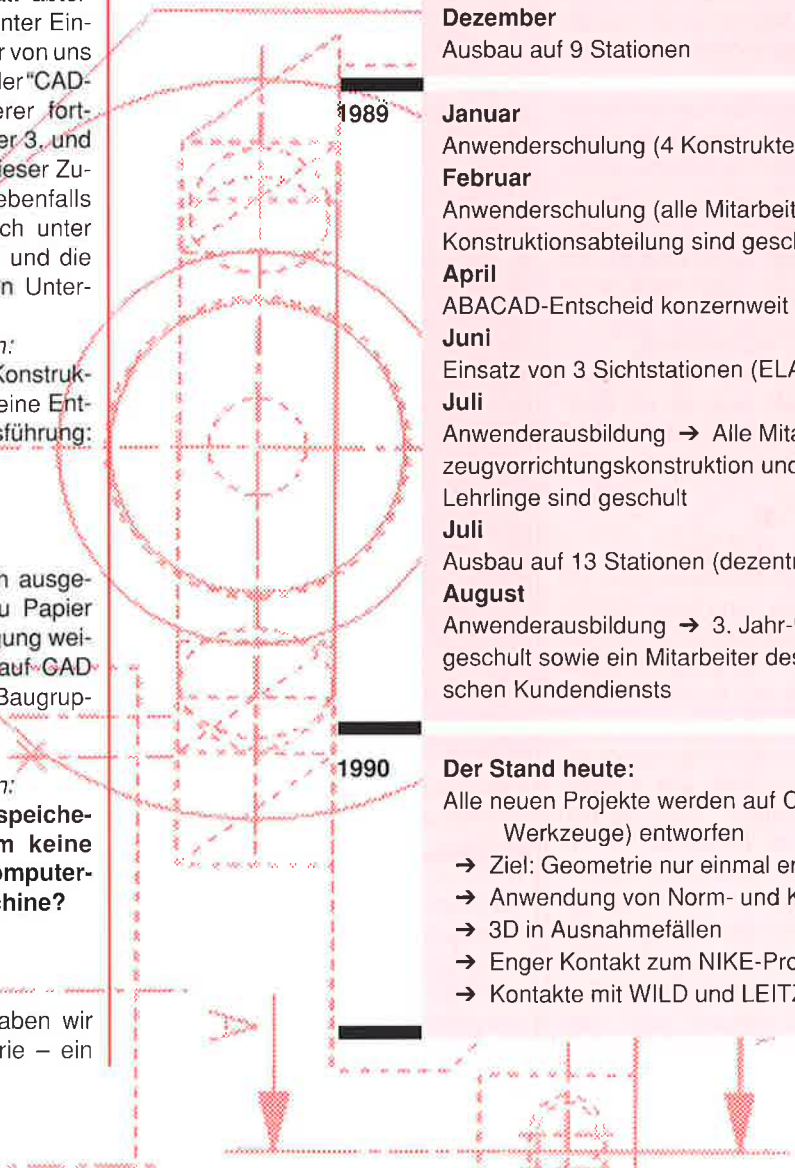 nter Ein-
r von uns
der "CAD-
erer fort-
er 3. und
ieser Zu-
ebenfalls
ch unter
und die
n Unter-
n:
Konstruk-
eine Ent-
sführung:
n ausge-
u Papier
gung wei-
auf CAD
Baugrup-
n:
speiche-
m keine
omputer-
chine?
aben wir
rie – ein
Dezember
Ausbau auf 9 Stationen
1989
Januar
Anwenderschulung (4 Konstrukte
Februar
Anwenderschulung (alle Mitarbeit
Konstruktionsabteilung sind gesch
April
ABACAD-Entscheid konzernweit
Juni
Einsatz von 3 Sichtstationen (ELA
Juli
Anwenderausbildung ➔ Alle Mita
zeugvorrichtungskonstruktion und
Lehrlinge sind geschult
Juli
Ausbau auf 13 Stationen (dezentr
August
Anwenderausbildung ➔ 3. Jahr-
geschult sowie ein Mitarbeiter des
schen Kundendiensts
1990
Der Stand heute:
Alle neuen Projekte werden auf C
Werkzeuge) entworfen
➔ Ziel: Geometrie nur einmal er
➔ Anwendung von Norm- und K
➔ 3D in Ausnahmefällen
➔ Enger Kontakt zum NIKE-Pro
➔ Kontakte mit WILD und LEITZ
A